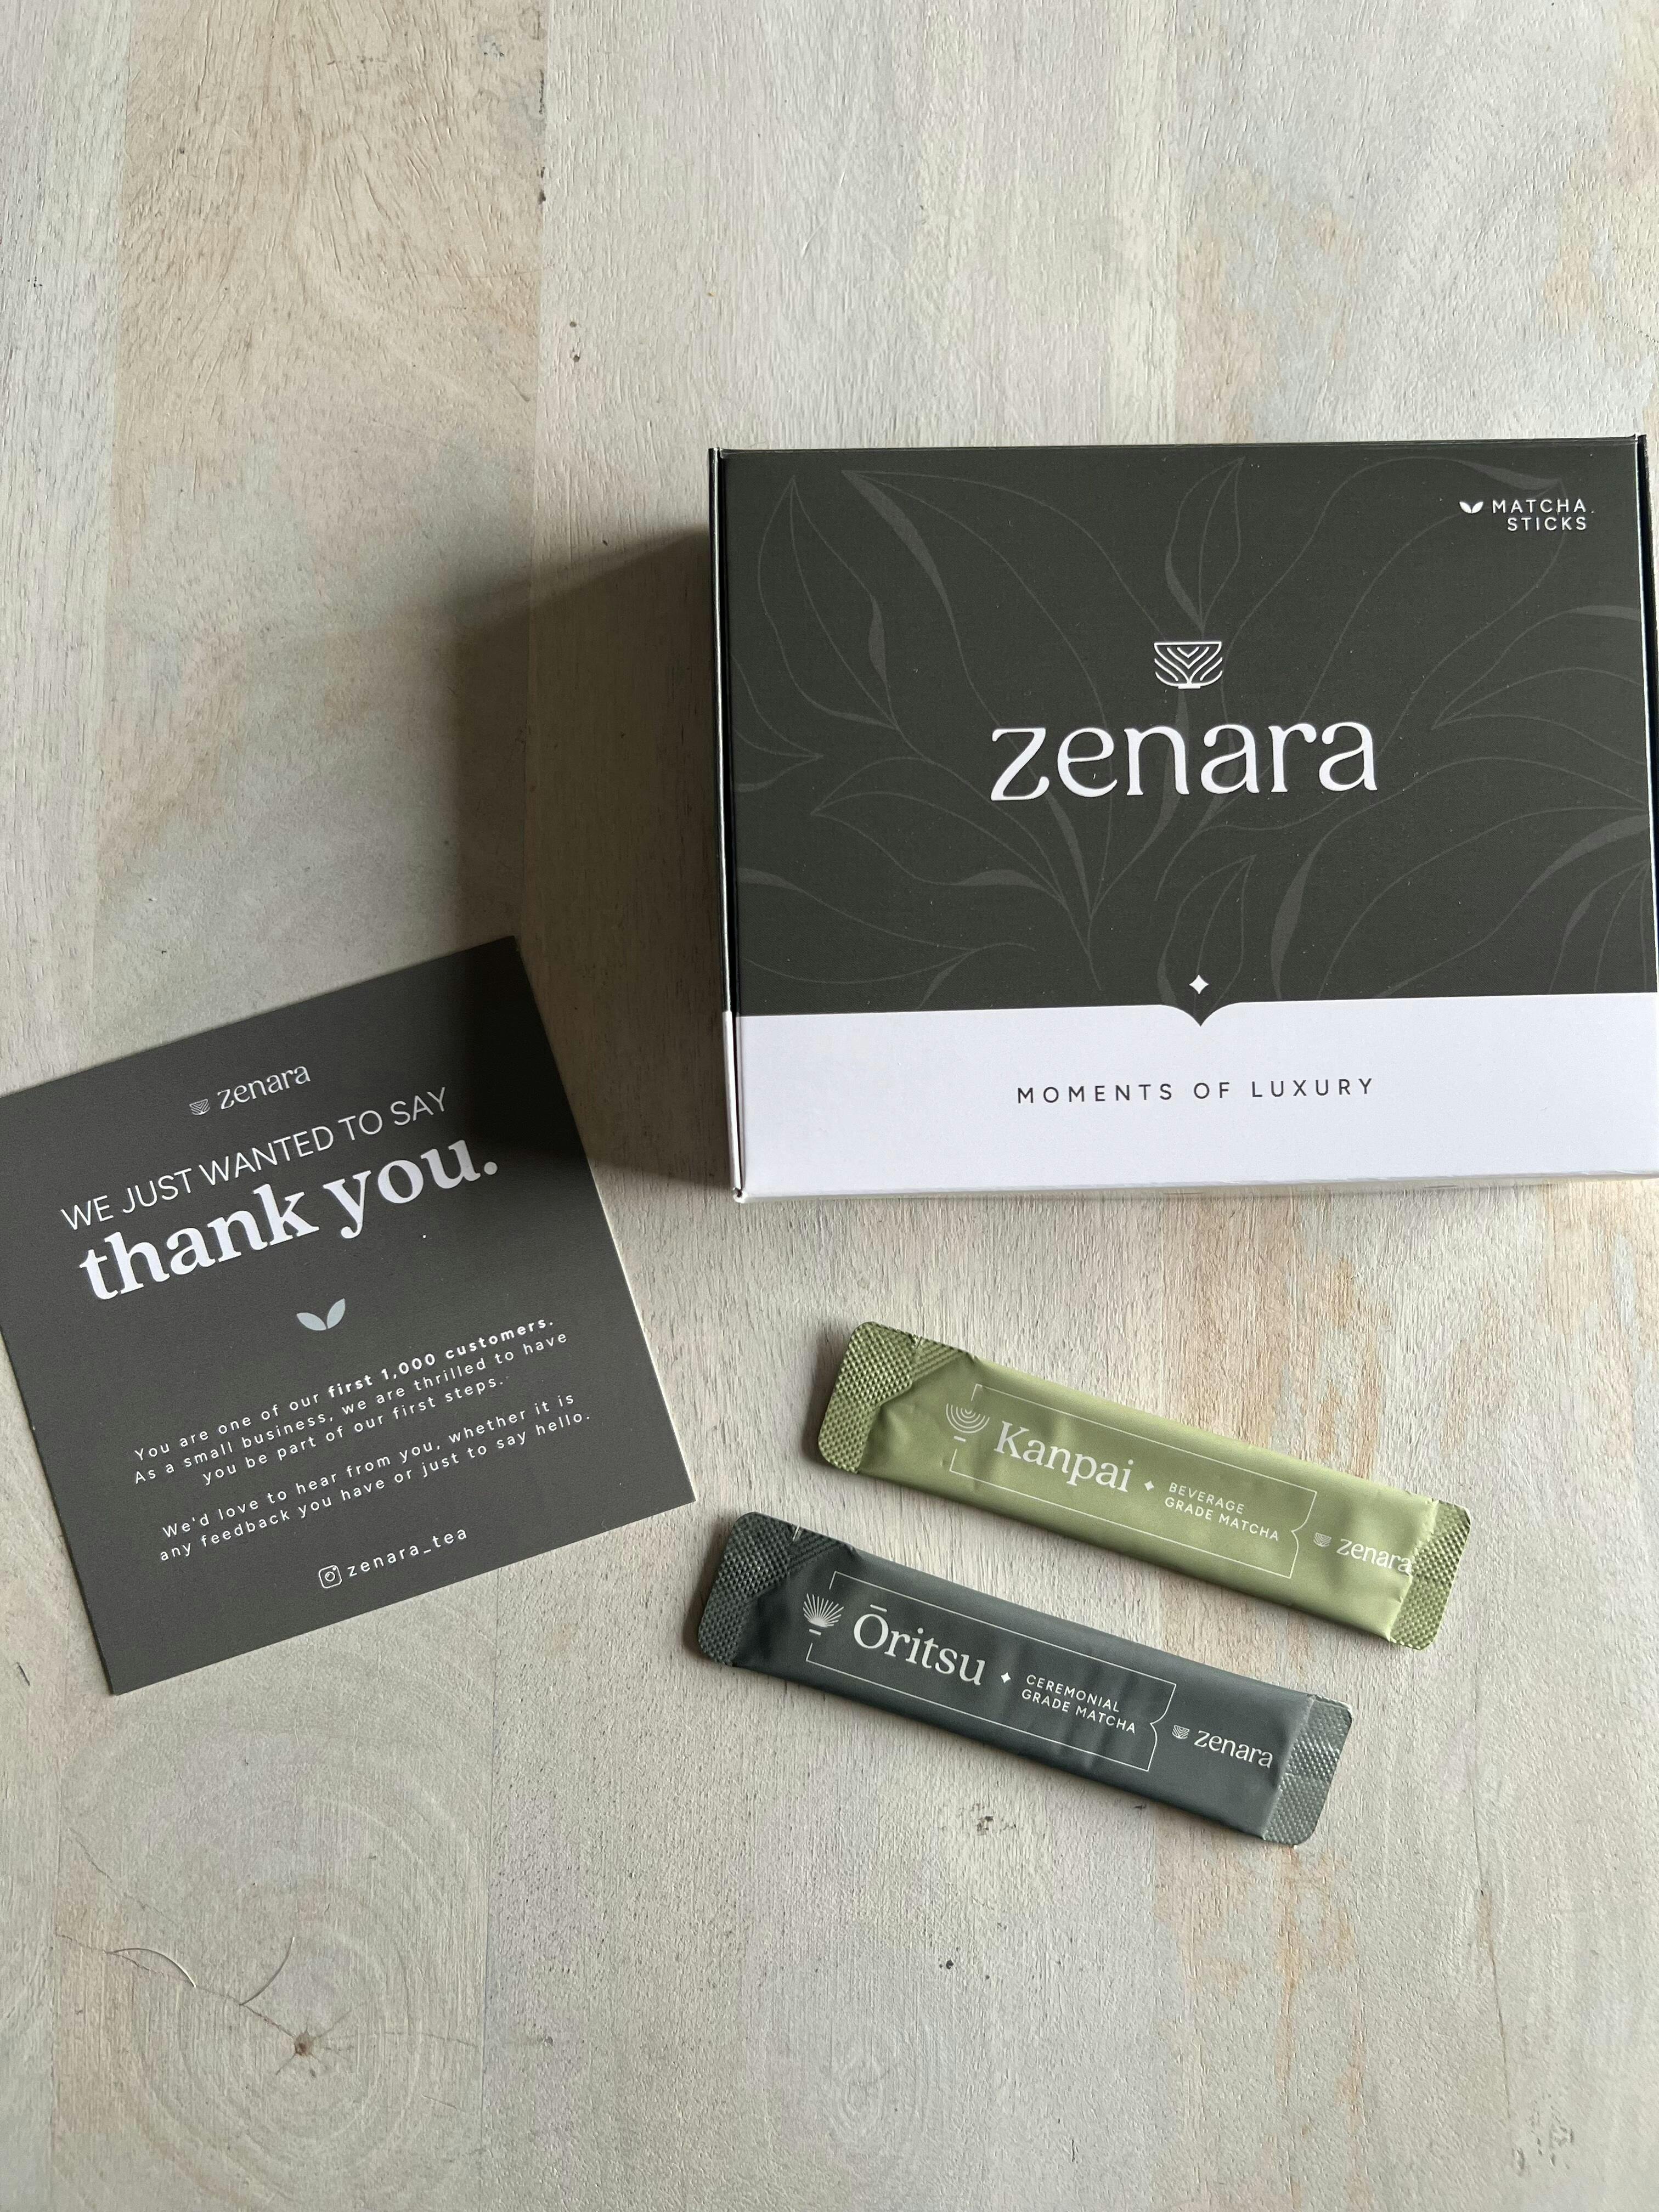 MATCHA
STICKS
zenara
MOMENTS OF LUXURY
zenara
WE JUST WANTED TO SAY
thank you.
You are one of our first 1,000 customers.
As a small business, we are thrilled to have
you be part of our first steps.
We'd love to hear from you, whether it is
any feedback you have or just to say hello.
zenara_tea
Kanpai
BEVERAGE
GRADE MATCHA
zenara
Ōritsu
CEREMONIAL
GRADE MATCHA
zenara